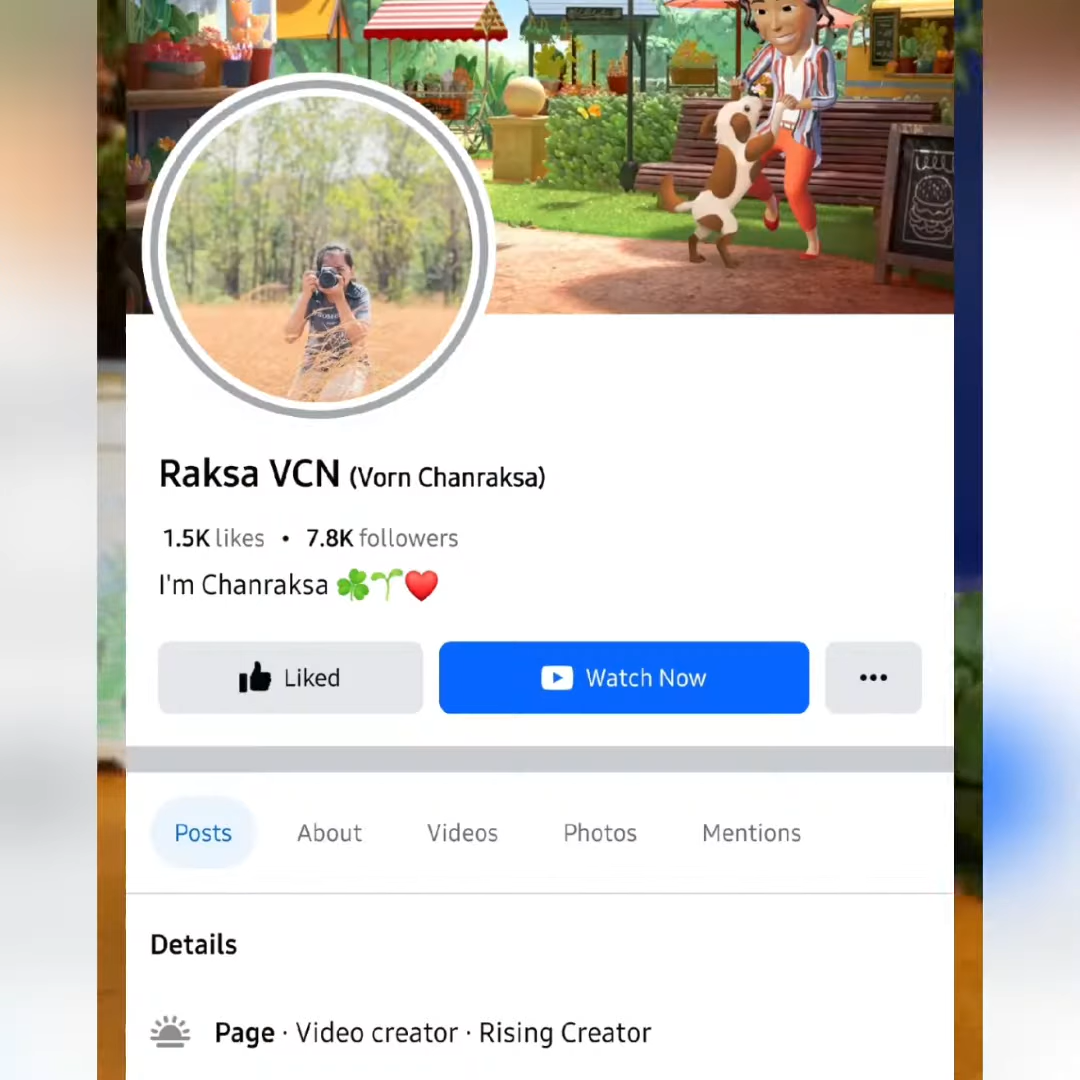 Raksa VCN (Vorn Chanraksa)
1.5K likes • 7.8K followers
I'm Chanraksa ☘️🌱❤️
Liked
Watch Now
Posts
About
Videos
Photos
Mentions
Details
Page · Video creator · Rising Creator